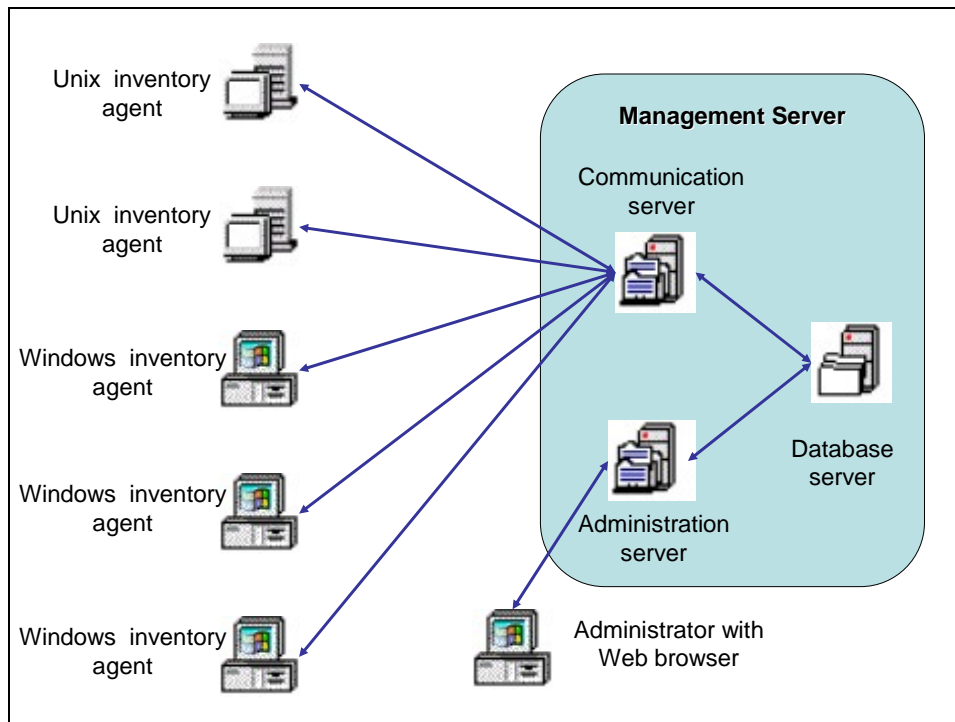 Unix inventory
agent
Unix inventory
agent
Windows inventory
agent
Windows inventory
agent
Windows inventory
agent
Management Server
Communication
server
Database
server
Administration
server
Administrator with
Web browser